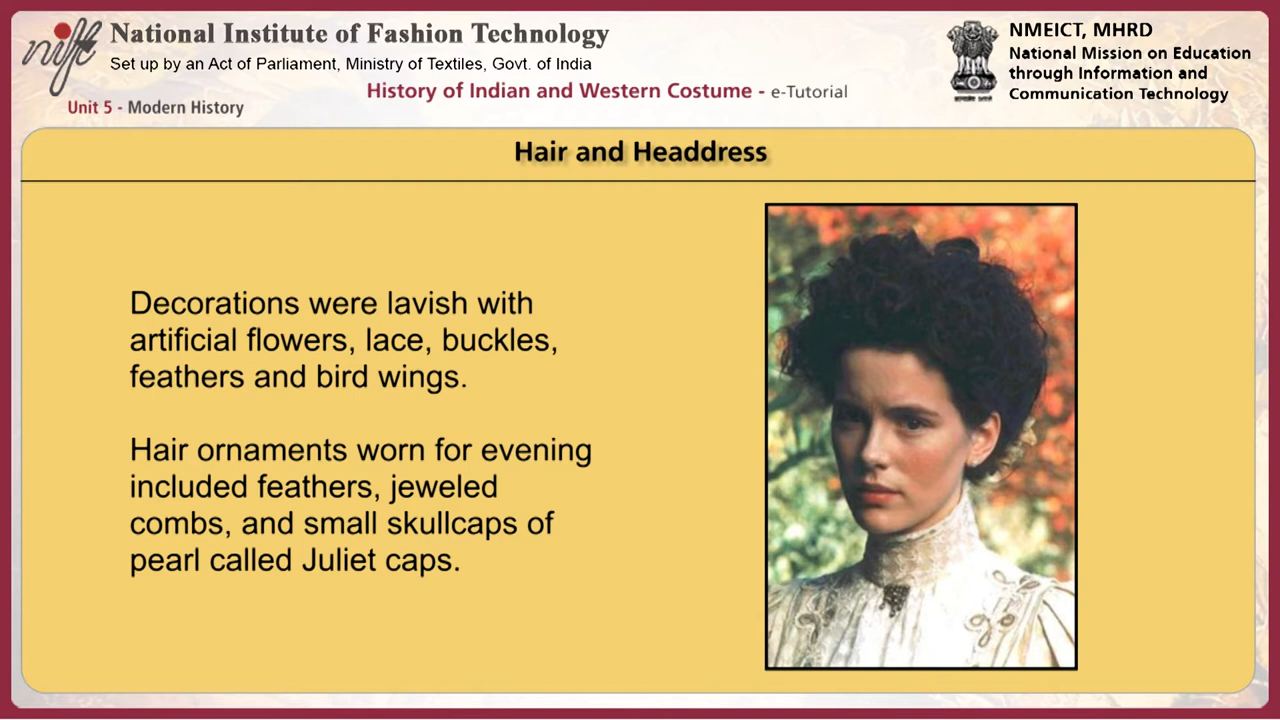 nift
National Institute of Fashion Technology
Set up by an Act of Parliament, Ministry of Textiles, Govt. of India
History of Indian and Western Costume - e-Tutorial
Unit 5 - Modern History
NMEICT, MHRD
National Mission on Education
through Information and
Communication Technology
Hair and Headdress
Decorations were lavish with
artificial flowers, lace, buckles,
feathers and bird wings.
Hair ornaments worn for evening
included feathers, jeweled
combs, and small skullcaps of
pearl called Juliet caps.